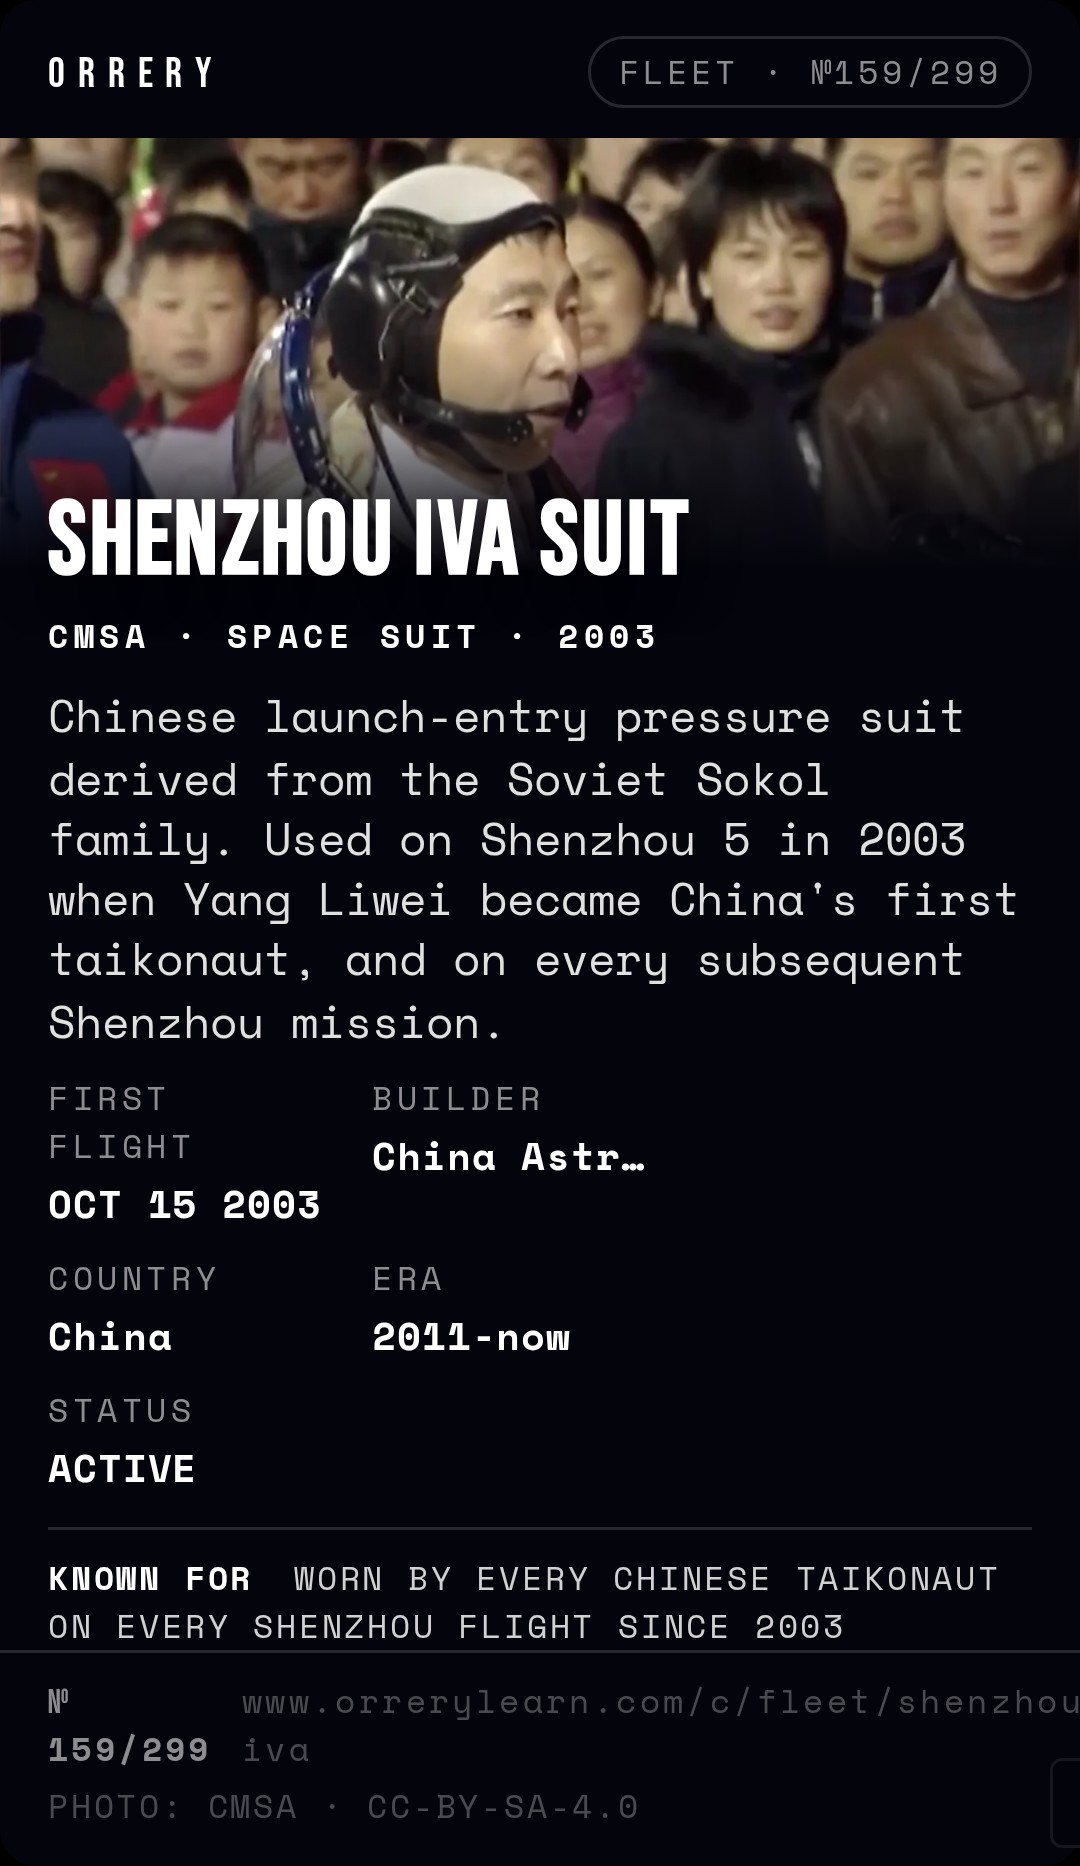 ORRERY
FLEET · №159/299
SHENZHOU IVA SUIT
CMSA · SPACE SUIT · 2003
Chinese launch-entry pressure suit
derived from the Soviet Sokol
family. Used on Shenzhou 5 in 2003
when Yang Liwei became China's first
taikonaut, and on every subsequent
Shenzhou mission.
FIRST
FLIGHT
OCT 15 2003
BUILDER
China Astr…
COUNTRY
China
ERA
2011-now
STATUS
ACTIVE
KNOWN FOR WORN BY EVERY CHINESE TAIKONAUT
ON EVERY SHENZHOU FLIGHT SINCE 2003
№
159/299
www.orrerylearn.com/c/fleet/shenzhou
iva
PHOTO: CMSA · CC-BY-SA-4.0